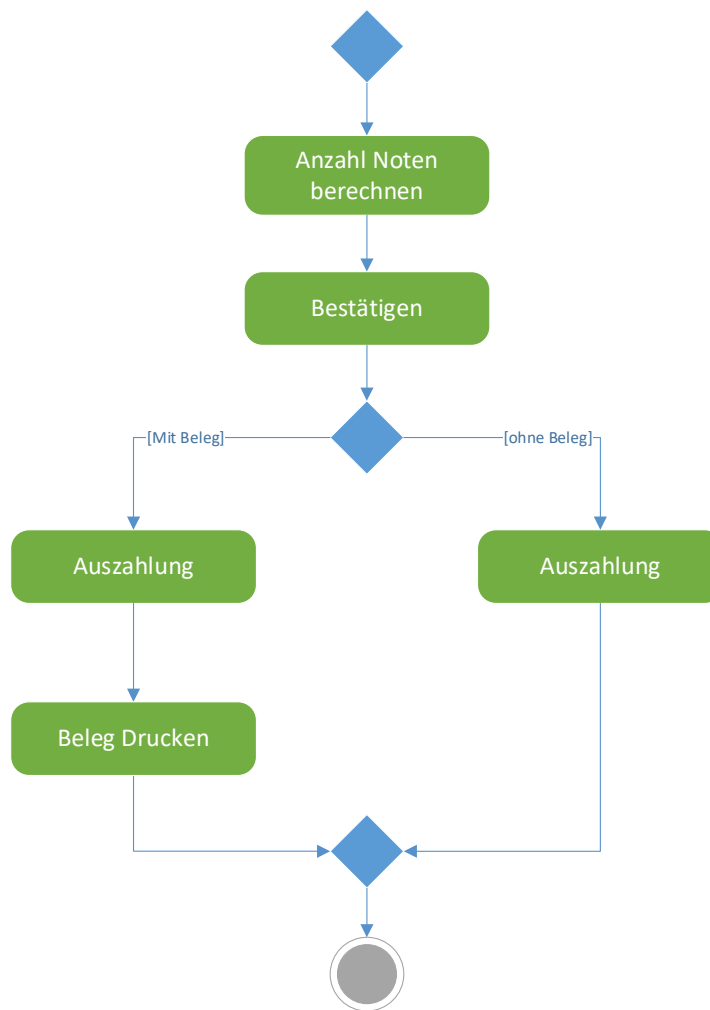 Anzahl Noten
berechnen
Bestätigen
[Mit Beleg]
[ohne Beleg]
Auszahlung
Auszahlung
Beleg Drucken